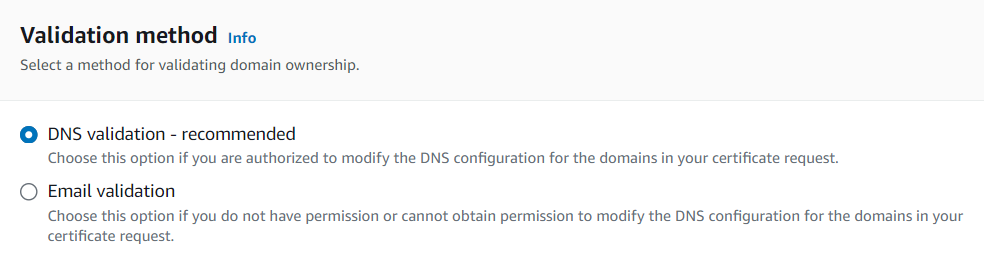 Validation method Info
Select a method for validating domain ownership.
DNS validation - recommended
Choose this option if you are authorized to modify the DNS configuration for the domains in your certificate request.
Email validation
Choose this option if you do not have permission or cannot obtain permission to modify the DNS configuration for the domains in your
certificate request.